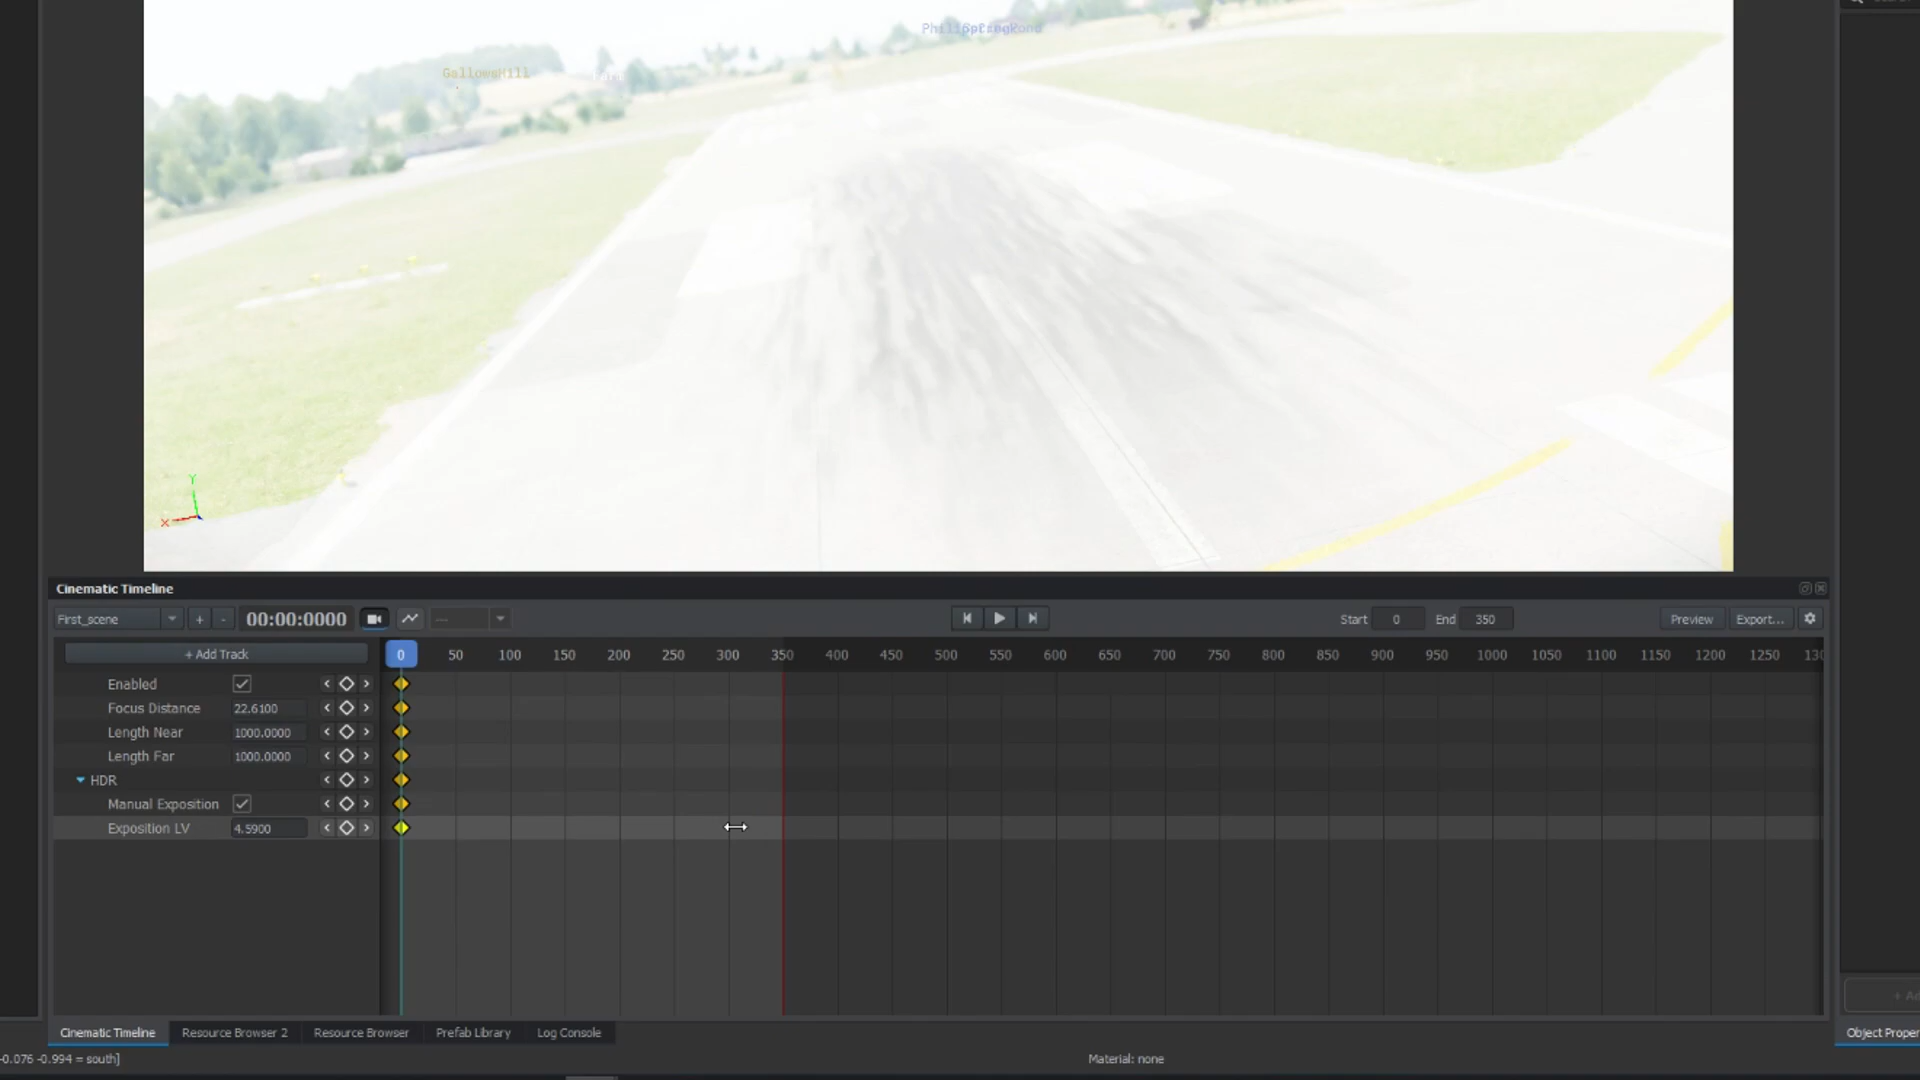 GallowsHill
Y
X
Cinematic Timeline
First_scene + - 00:00:0000 --- Start 0 End 350 Preview Export...
+ Add Track 0 50 100 150 200 250 300 350 400 450 500 550 600 650 700 750 800 850 900 950 1000 1050 1100 1150 1200 1250
Enabled
Focus Distance 22.6100
Length Near 1000.0000
Length Far 1000.0000
HDR
Manual Exposition
Exposition LV 4.5900
Cinematic Timeline Resource Browser 2 Resource Browser Prefab Library Log Console
-0.076 -0.994 = south] Material: none